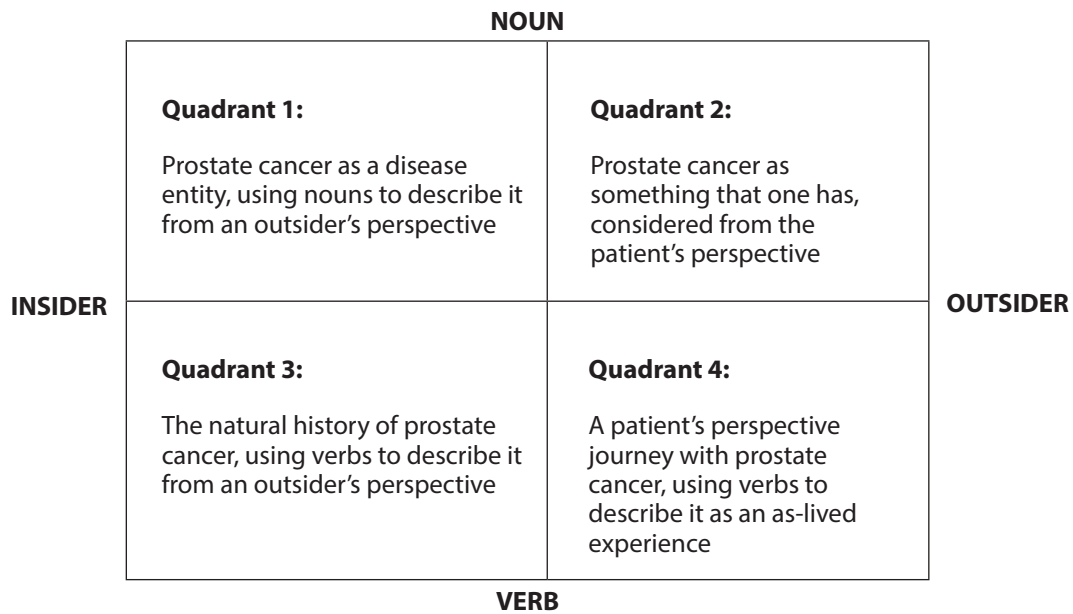 NOUN
Quadrant 1:
Prostate cancer as a disease
entity, using nouns to describe it
from an outsider’s perspective
Quadrant 2:
Prostate cancer as
something that one has,
considered from the
patient’s perspective
INSIDER
OUTSIDER
Quadrant 3:
The natural history of prostate
cancer, using verbs to describe it
from an outsider’s perspective
Quadrant 4:
A patient’s perspective
journey with prostate
cancer, using verbs to
describe it as an as-lived
experience
VERB